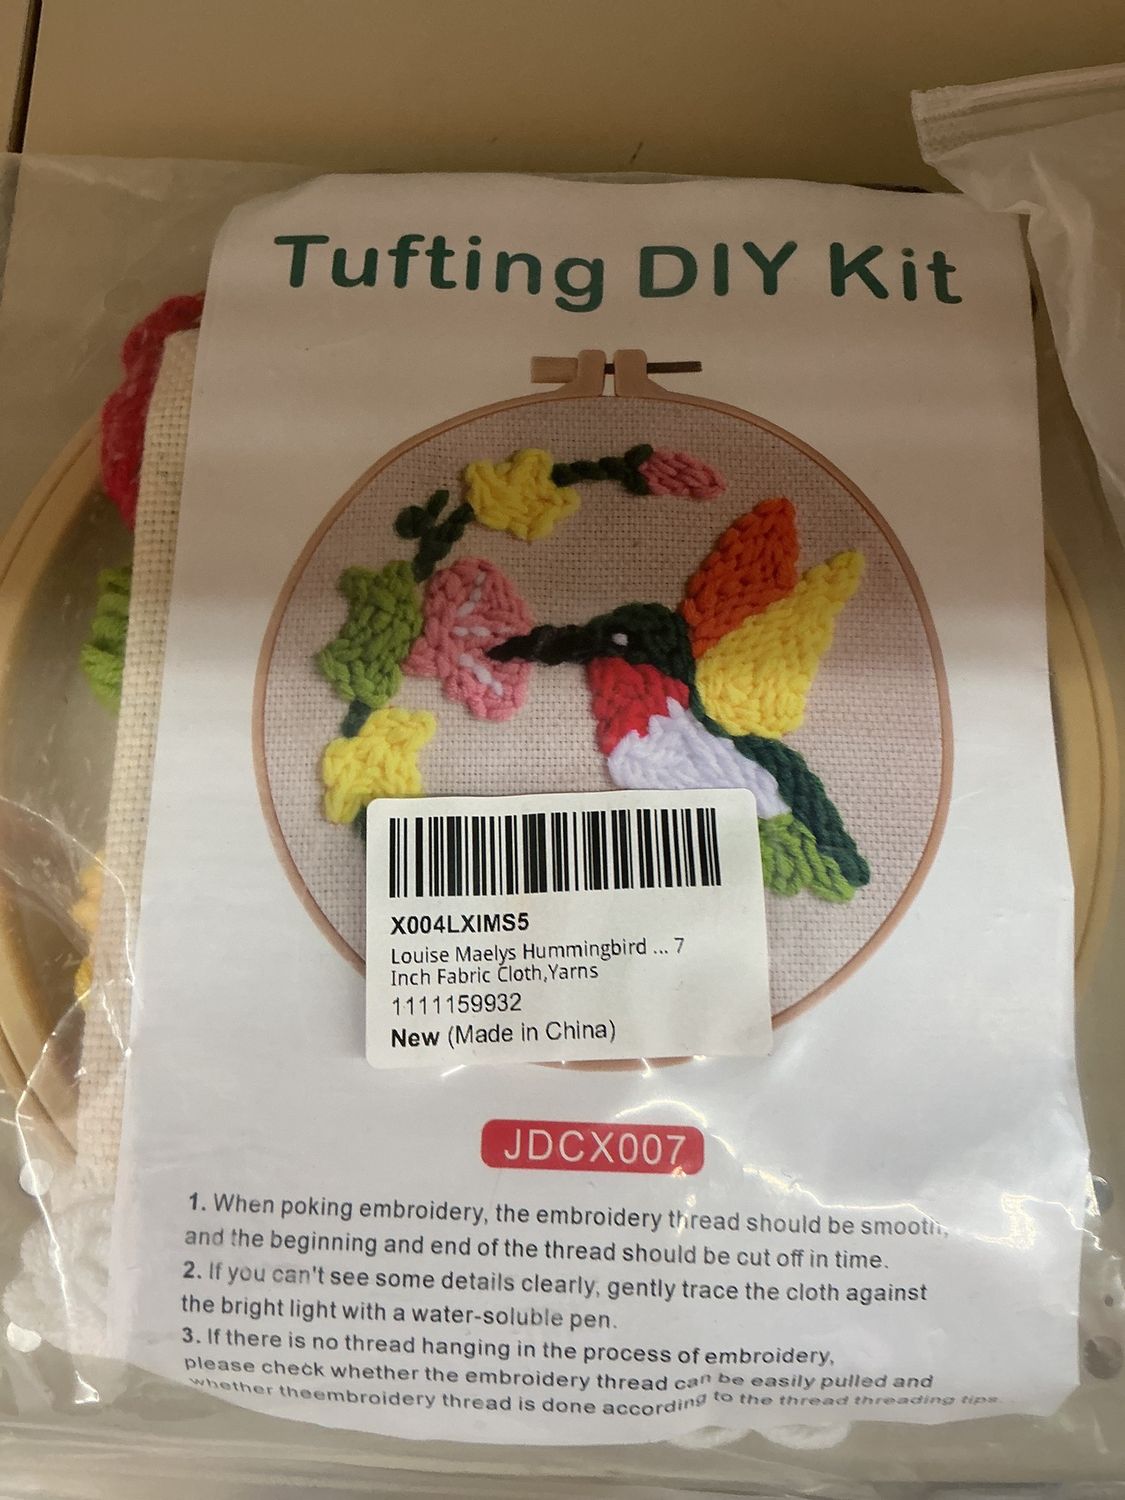 Tufting DIY Kit
X004LXIMS5
Louise Maelys Hummingbird ... 7
Inch Fabric Cloth,Yarns
1111159932
New (Made in China)
JDCX007
1. When poking embroidery, the embroidery thread should be smooth,
and the beginning and end of the thread should be cut off in time.
2. If you can't see some details clearly, gently trace the cloth against
the bright light with a water-soluble pen.
3. If there is no thread hanging in the process of embroidery,
please check whether the embroidery thread can be easily pulled and
whether theembroidery thread is done according to the thread threading tips.